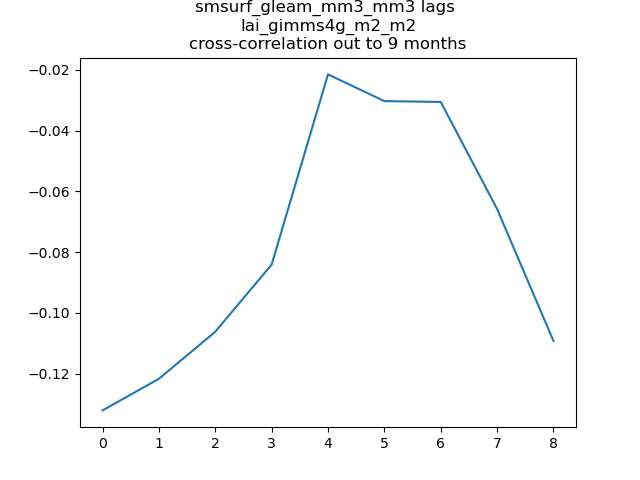 smsurf_gleam_mm3_mm3 lags
lai_gimms4g_m2_m2
cross-correlation out to 9 months
−0.02
−0.04
−0.06
−0.08
−0.10
−0.12
0 1 2 3 4 5 6 7 8